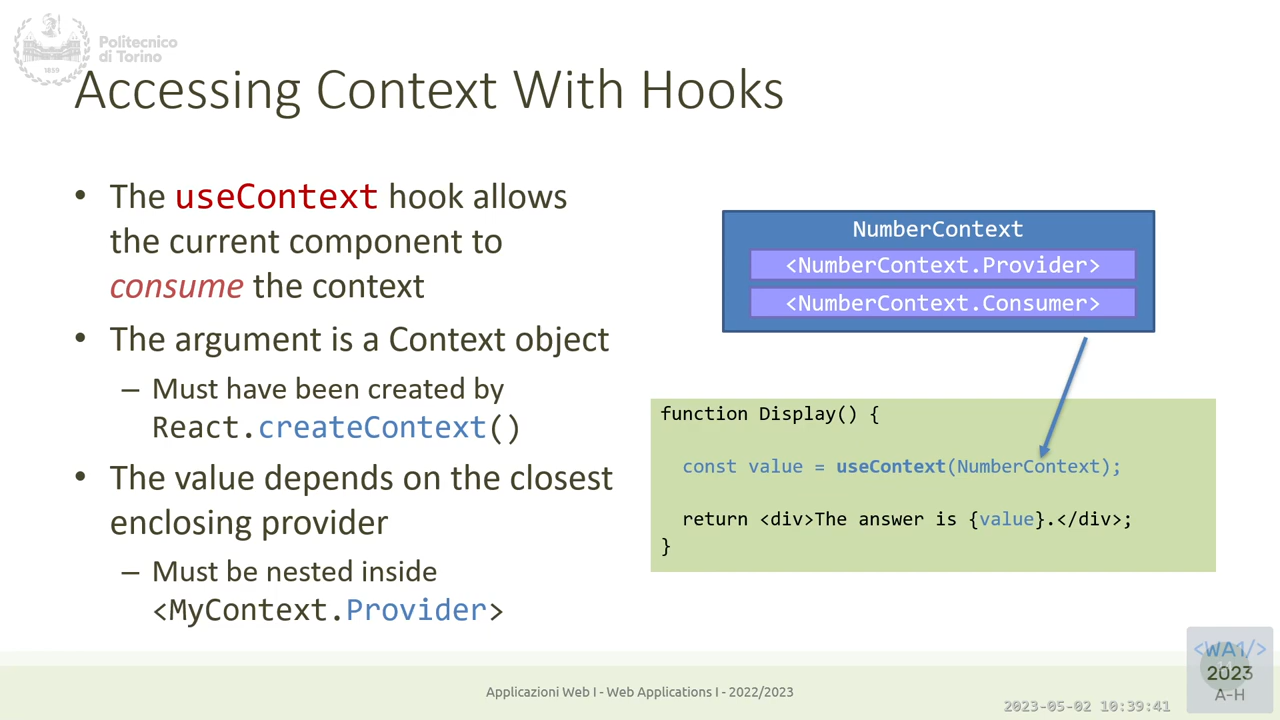 Politecnico
di Torino
1859
Accessing Context With Hooks
• The useContext hook allows
the current component to
consume the context
• The argument is a Context object
– Must have been created by
React.createContext()
• The value depends on the closest
enclosing provider
– Must be nested inside
<MyContext.Provider>
NumberContext
<NumberContext.Provider>
<NumberContext.Consumer>
function Display() {
const value = useContext(NumberContext);
return <div>The answer is {value}.</div>;
}
Applicazioni Web I - Web Applications I - 2022/2023
<WA1/>
2023
A-H
2023-05-02 10:39:41